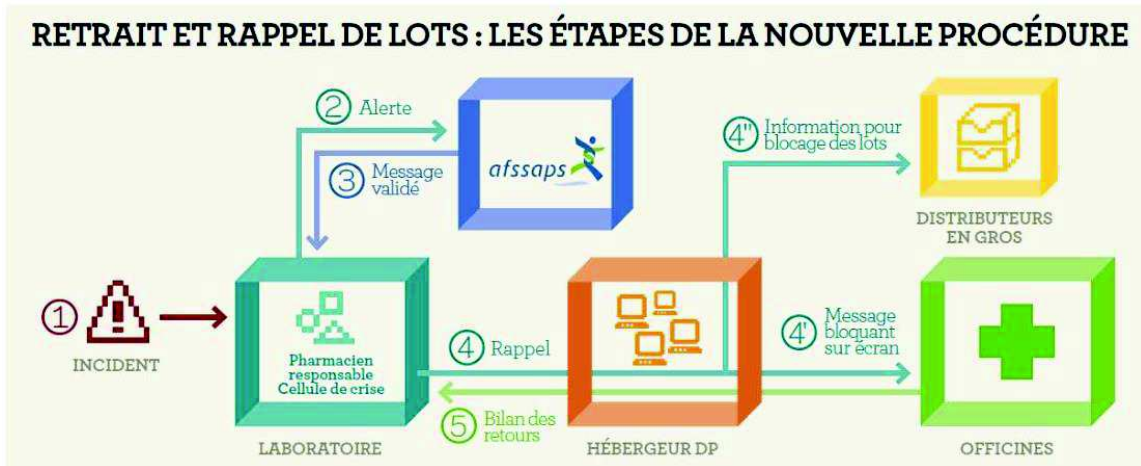 RETRAIT ET RAPPEL DE LOTS : LES ÉTAPES DE LA NOUVELLE PROCÉDURE
1
INCIDENT
2 Alerte
3 Message
validé
afssaps
Pharmacien
responsable
Cellule de crise
LABORATOIRE
4 Rappel
5 Bilan des
retours
HÉBERGEUR DP
4" Information pour
blocage des lots
DISTRIBUTEURS
EN GROS
4' Message
bloquant
sur écran
OFFICINES